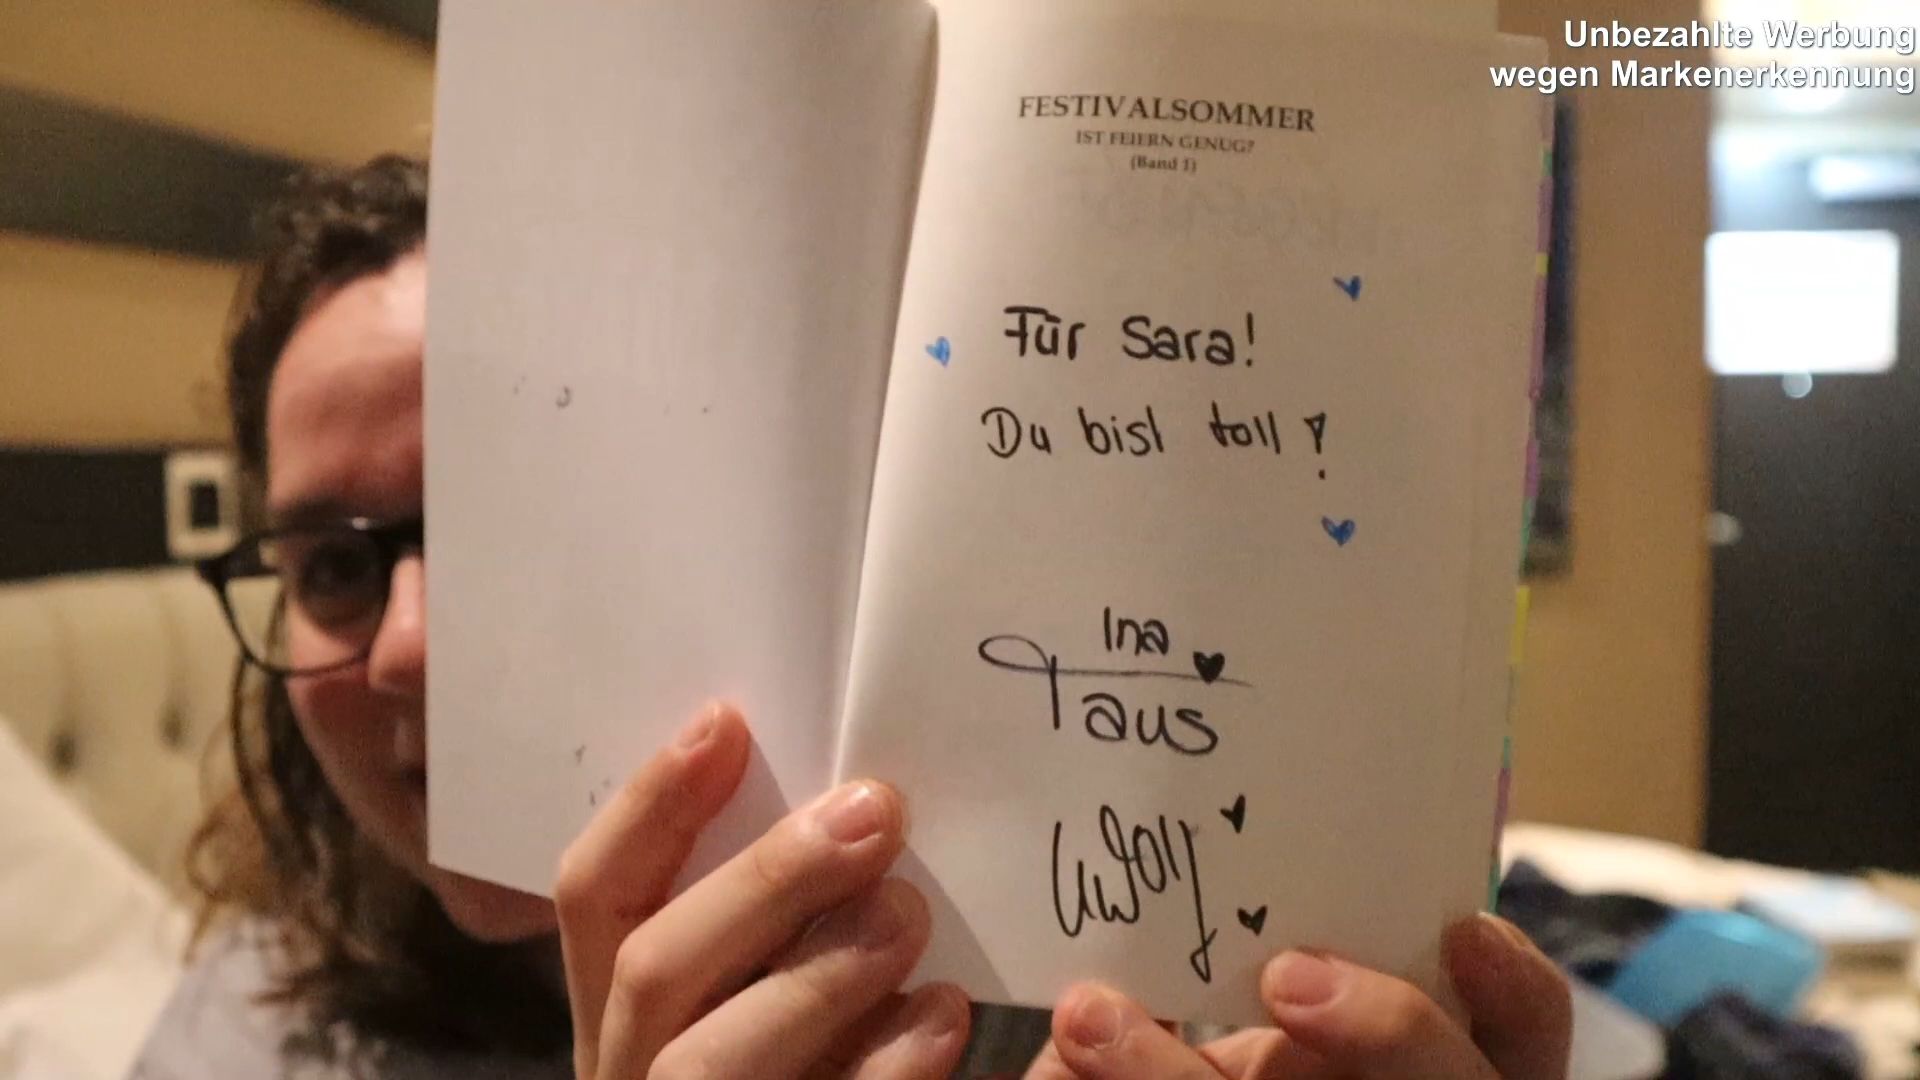 Unbezahlte Werbung
wegen Markenerkennung
FESTIVALSOMMER
IST FEIERN GENUG?
(Band 1)
Für Sara!
Du bist toll!
Ina
Taus